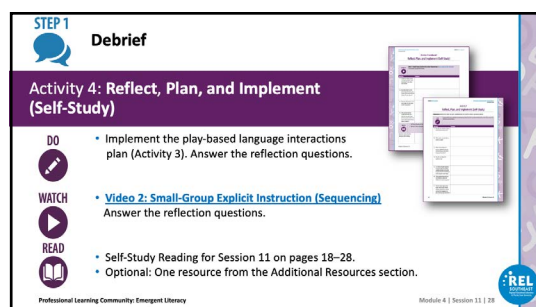 STEP 1
Debrief
Activity 4: Reflect, Plan, and Implement
(Self-Study)
DO
• Implement the play-based language interactions
plan (Activity 3). Answer the reflection questions.
WATCH
• Video 2: Small-Group Explicit Instruction (Sequencing)
Answer the reflection questions.
READ
• Self-Study Reading for Session 11 on pages 18–28.
• Optional: One resource from the Additional Resources section.
Professional Learning Community: Emergent Literacy
Module 4 | Session 11 | 28
REL
SOUTHEAST